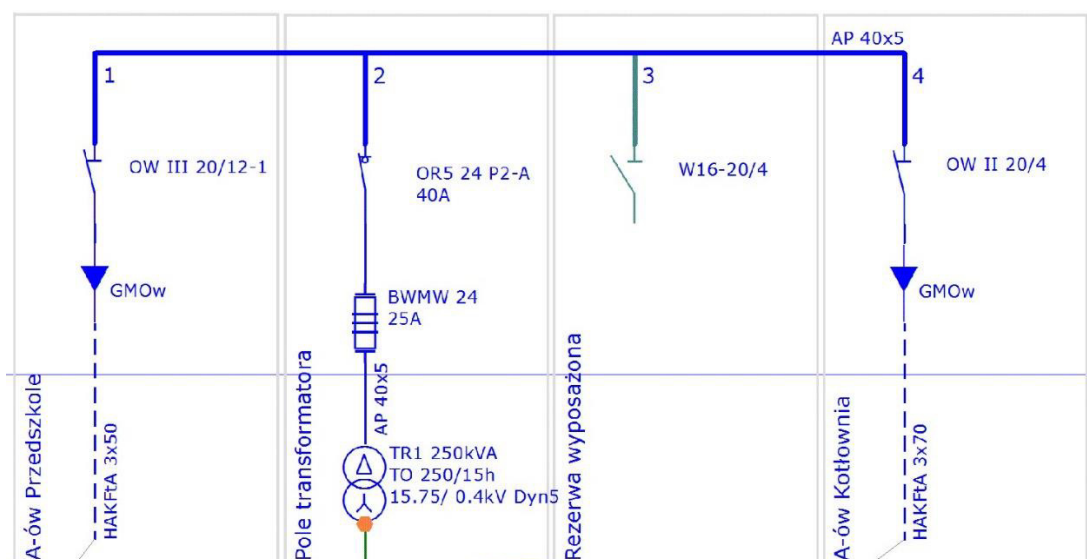 AP 40x5
1
2
3
4
OW III 20/12-1
OR5 24 P2-A
40A
W16-20/4
OW II 20/4
GMOw
BWMW 24
25A
GMOw
A-ów Przedszkole
HAKFtA 3x50
Pole transformatora
AP 40x5
TR1 250kVA
TO 250/15h
15.75/ 0.4kV Dyn5
Rezerwa wyposażona
A-ów Kotłownia
HAKFtA 3x70